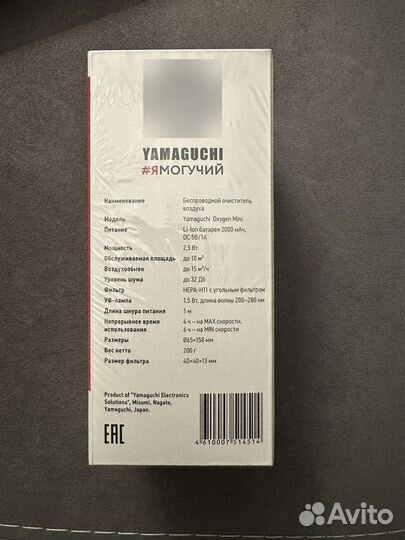 YAMAGUCHI
#ЯМОГУЧИЙ
Наименование Беспроводной очиститель
воздуха
Модель Yamaguchi Oxygen Mini
Питание Li-Ion батарея 2000 мАч,
DC 5В/1А
Мощность 2,5 Вт
Обслуживаемая площадь до 10 м²
Воздухообмен до 15 м³/ч
Уровень шума до 32 Дб
Фильтр HEPA-H11 с угольным фильтром
УФ-лампа 1,5 Вт, длина волны 200–280 нм
Длина шнура питания 1 м
Непрерывное время 4 ч – на MAX скорости,
использования 6 ч – на MIN скорости
Размеры Ø65×158 мм
Вес нетто 200 г
Размер фильтра 40×40×13 мм
Product of "Yamaguchi Electronics
Solutions", Misumi, Nagato,
Yamaguchi, Japan.
EAC
4610007514514
Avito